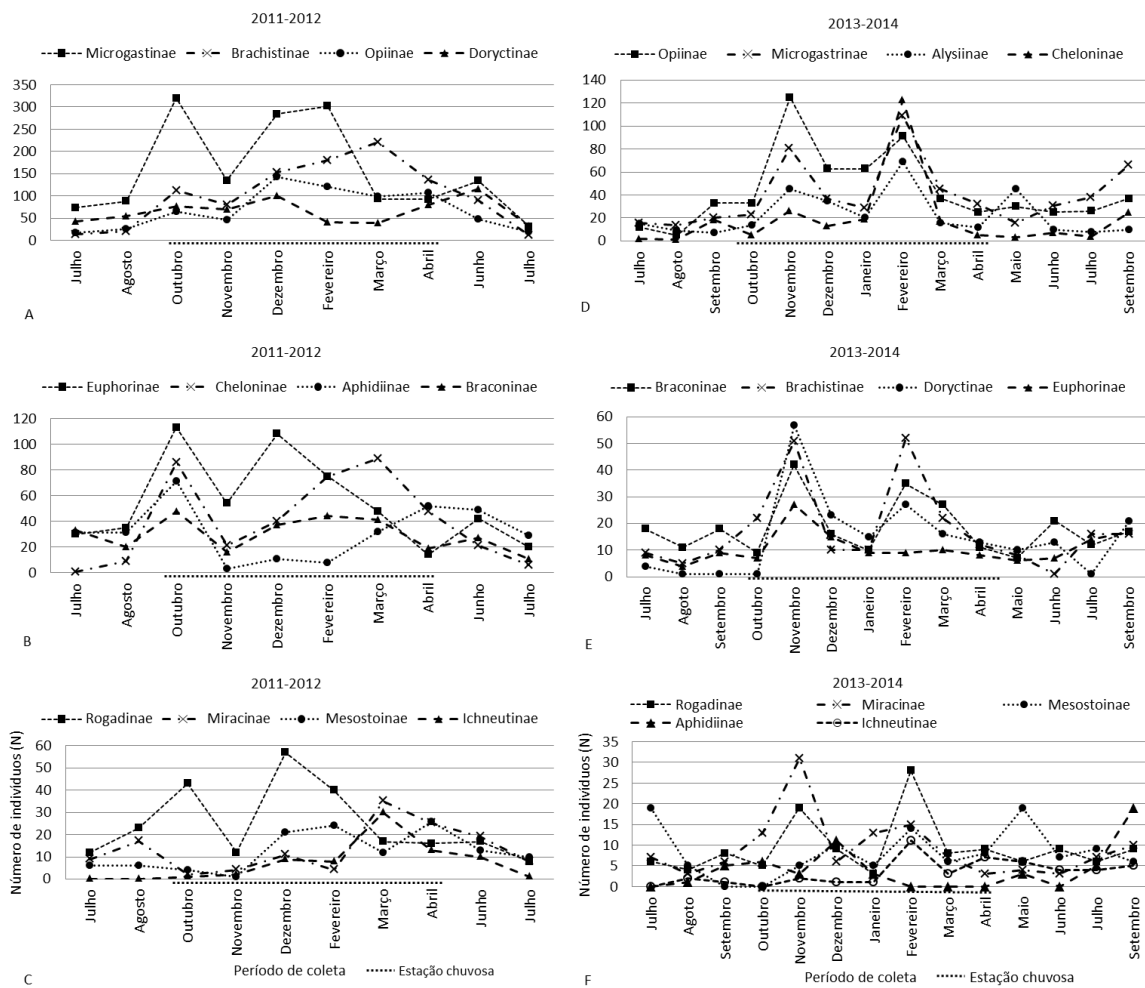 2011-2012
Microgastinae Brachistinae Opiinae Doryctinae
350
300
250
200
150
100
50
0
Julho
Agosto
Outubro
Novembro
Dezembro
Fevereiro
Março
Abril
Junho
Julho
A
2013-2014
Opiinae Microgastrinae Alysiinae Cheloninae
140
120
100
80
60
40
20
0
Julho
Agoto
Setembro
Outubro
Novembro
Dezembro
Janeiro
Fevereiro
Março
Abril
Maio
Junho
Julho
Setembro
D
2011-2012
Euphorinae Cheloninae Aphidiinae Braconinae
120
100
80
60
40
20
0
Julho
Agosto
Outubro
Novembro
Dezembro
Fevereiro
Março
Abril
Junho
Julho
B
2013-2014
Braconinae Brachistinae Doryctinae Euphorinae
60
50
40
30
20
10
0
Julho
Agoto
Setembro
Outubro
Novembro
Dezembro
Janeiro
Fevereiro
Março
Abril
Maio
Junho
Julho
Setembro
E
2011-2012
Rogadinae Miracinae Mesostoinae Ichneutinae
Número de indivíduos (N)
60
50
40
30
20
10
0
Julho
Agosto
Outubro
Novembro
Dezembro
Fevereiro
Março
Abril
Junho
Julho
C
Período de coleta Estação chuvosa
2013-2014
Rogadinae Miracinae Mesostoinae
Aphidiinae Ichneutinae
Número de indivíduos (N)
35
30
25
20
15
10
5
0
Julho
Agoto
Setembro
Outubro
Novembro
Dezembro
Janeiro
Fevereiro
Março
Abril
Maio
Junho
Julho
Setembro
F
Período de coleta Estação chuvosa